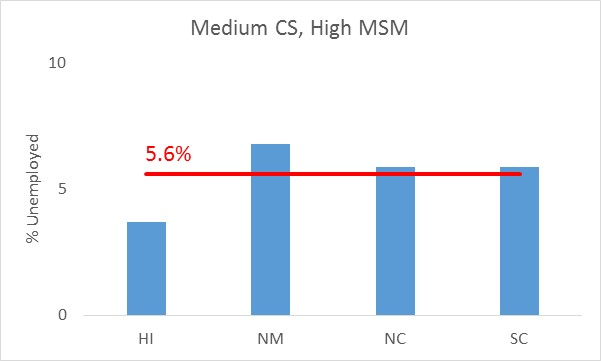 Medium CS, High MSM
10
5.6%
5
0
% Unemployed
HI NM NC SC